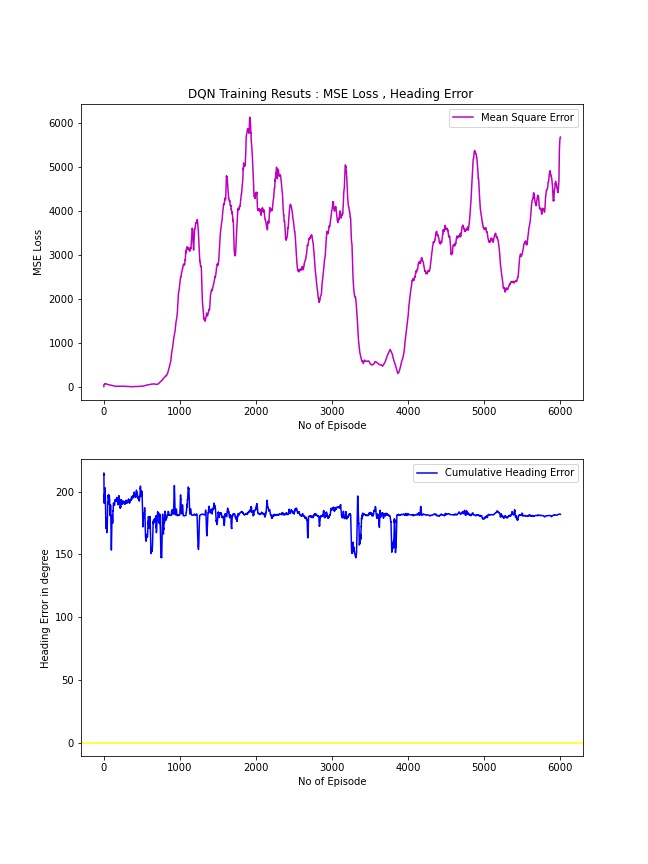 DQN Training Resuts : MSE Loss , Heading Error
Mean Square Error
MSE Loss
6000
5000
4000
3000
2000
1000
0
0 1000 2000 3000 4000 5000 6000
No of Episode
Cumulative Heading Error
Heading Error in degree
200
150
100
50
0
0 1000 2000 3000 4000 5000 6000
No of Episode